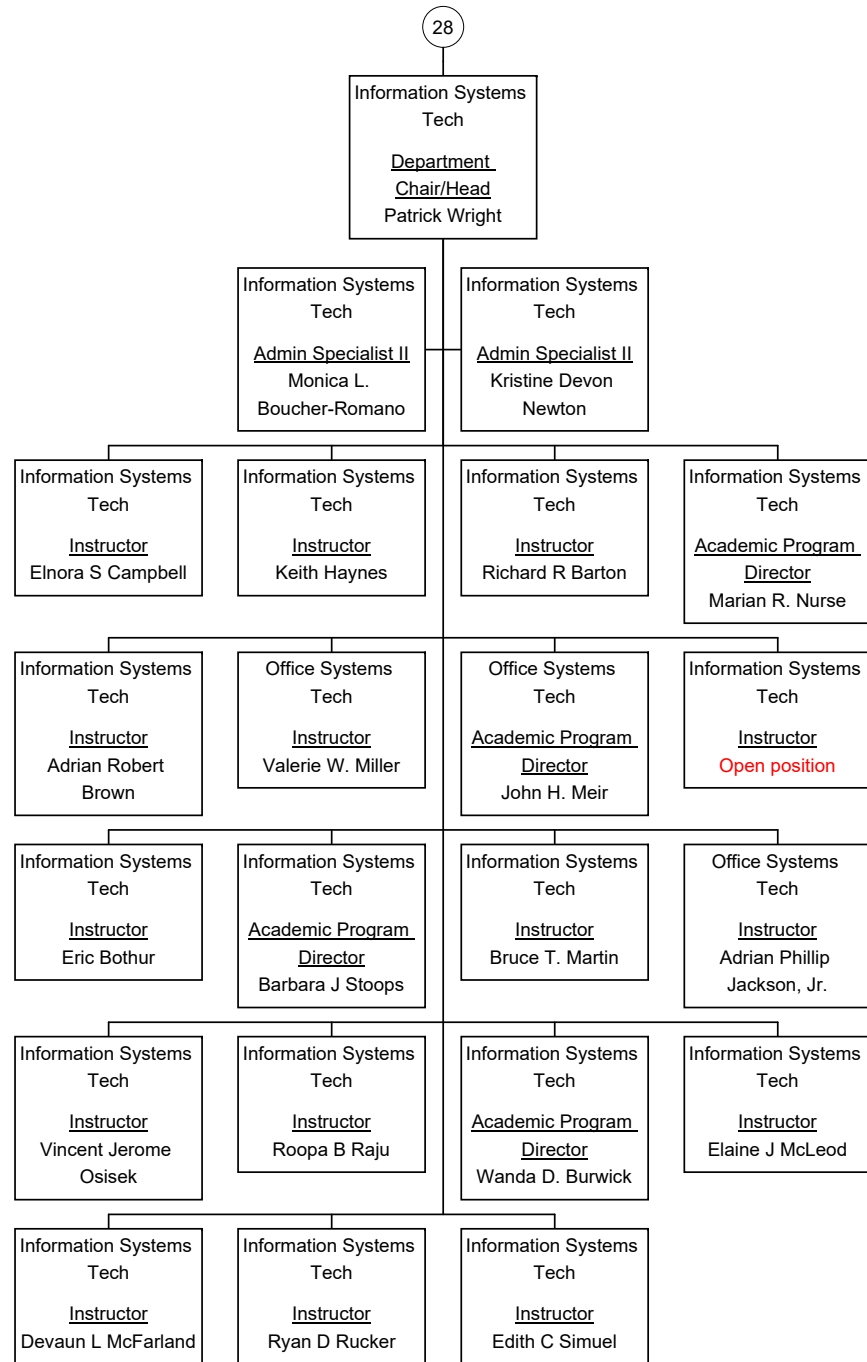 28
Information Systems
Tech
Department
Chair/Head
Patrick Wright
Information Systems
Tech
Admin Specialist II
Monica L.
Boucher-Romano
Information Systems
Tech
Admin Specialist II
Kristine Devon
Newton
Information Systems
Tech
Instructor
Elnora S Campbell
Information Systems
Tech
Instructor
Keith Haynes
Information Systems
Tech
Instructor
Richard R Barton
Information Systems
Tech
Academic Program
Director
Marian R. Nurse
Information Systems
Tech
Instructor
Adrian Robert
Brown
Office Systems
Tech
Instructor
Valerie W. Miller
Office Systems
Tech
Academic Program
Director
John H. Meir
Information Systems
Tech
Instructor
Open position
Information Systems
Tech
Instructor
Eric Bothur
Information Systems
Tech
Academic Program
Director
Barbara J Stoops
Information Systems
Tech
Instructor
Bruce T. Martin
Office Systems
Tech
Instructor
Adrian Phillip
Jackson, Jr.
Information Systems
Tech
Instructor
Vincent Jerome
Osisek
Information Systems
Tech
Instructor
Roopa B Raju
Information Systems
Tech
Academic Program
Director
Wanda D. Burwick
Information Systems
Tech
Instructor
Elaine J McLeod
Information Systems
Tech
Instructor
Devaun L McFarland
Information Systems
Tech
Instructor
Ryan D Rucker
Information Systems
Tech
Instructor
Edith C Simuel